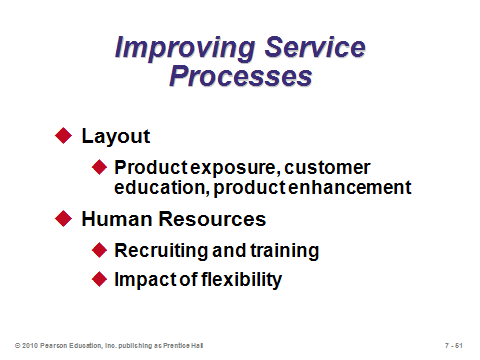 Improving Service
Processes
Layout
Product exposure, customer
education, product enhancement
Human Resources
Recruiting and training
Impact of flexibility
© 2010 Pearson Education, Inc. publishing as Prentice Hall
7 - 51